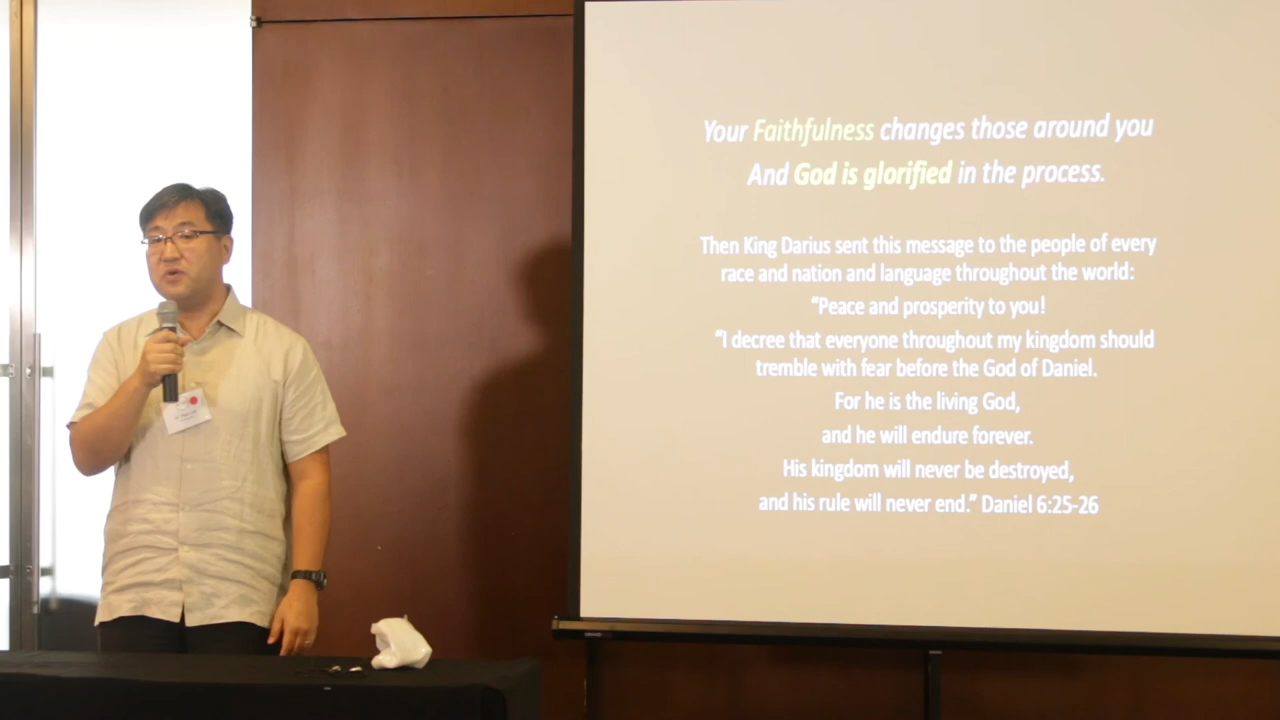 Your Faithfulness changes those around you
And God is glorified in the process.
Then King Darius sent this message to the people of every
race and nation and language throughout the world:
“Peace and prosperity to you!
“I decree that everyone throughout my kingdom should
tremble with fear before the God of Daniel.
For he is the living God,
and he will endure forever.
His kingdom will never be destroyed,
and his rule will never end.” Daniel 6:25-26